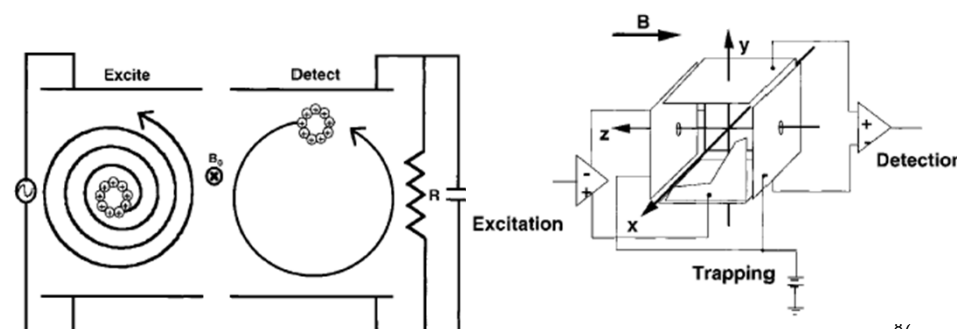 Excite
Detect
B₀
R
B
y
z
x
- +
+ -
Excitation
Detection
Trapping